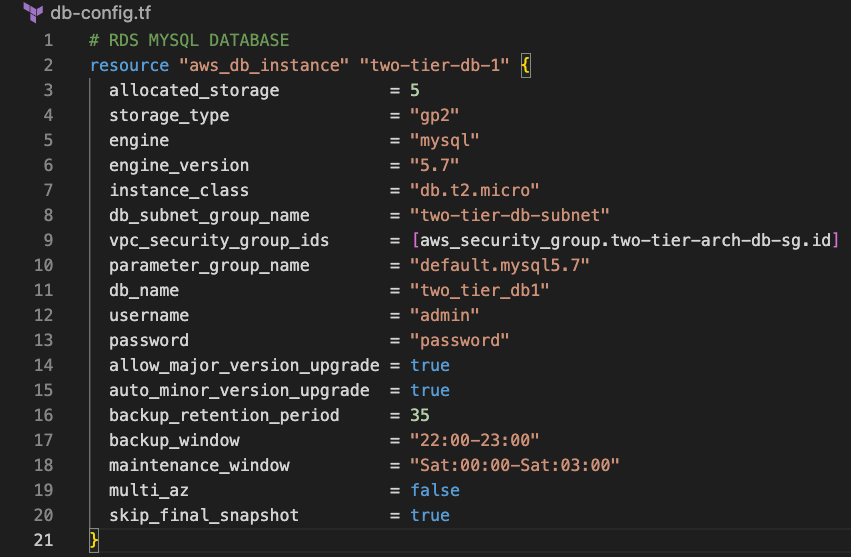 db-config.tf
1 # RDS MYSQL DATABASE
2 resource "aws_db_instance" "two-tier-db-1" {
3   allocated_storage           = 5
4   storage_type                = "gp2"
5   engine                      = "mysql"
6   engine_version              = "5.7"
7   instance_class              = "db.t2.micro"
8   db_subnet_group_name        = "two-tier-db-subnet"
9   vpc_security_group_ids      = [aws_security_group.two-tier-arch-db-sg.id]
10   parameter_group_name        = "default.mysql5.7"
11   db_name                     = "two_tier_db1"
12   username                    = "admin"
13   password                    = "password"
14   allow_major_version_upgrade = true
15   auto_minor_version_upgrade  = true
16   backup_retention_period     = 35
17   backup_window               = "22:00-23:00"
18   maintenance_window          = "Sat:00:00-Sat:03:00"
19   multi_az                    = false
20   skip_final_snapshot         = true
21 }